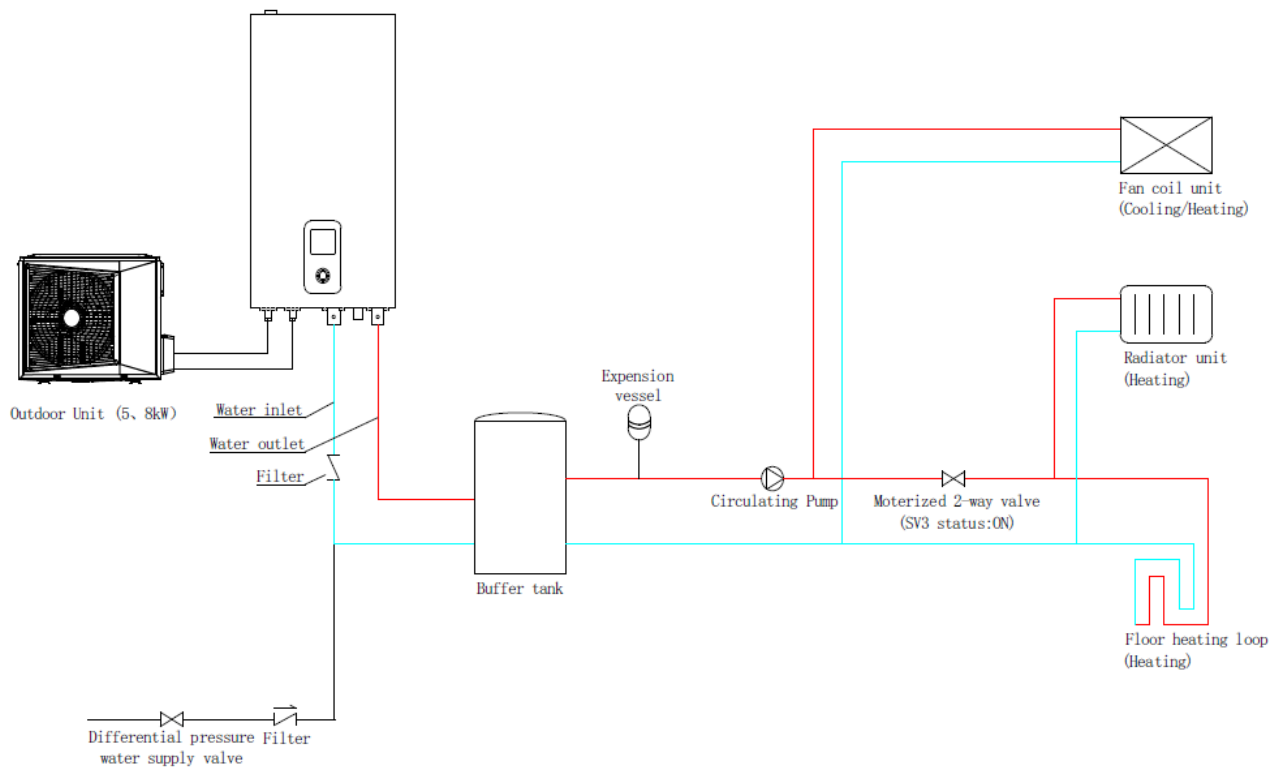 Fan coil unit
(Cooling/Heating)
Radiator unit
(Heating)
Expension
vessel
Outdoor Unit (5、8kW)
Water inlet
Water outlet
Filter
Circulating Pump
Moterized 2-way valve
(SV3 status:ON)
Buffer tank
Floor heating loop
(Heating)
Differential pressure
water supply valve
Filter